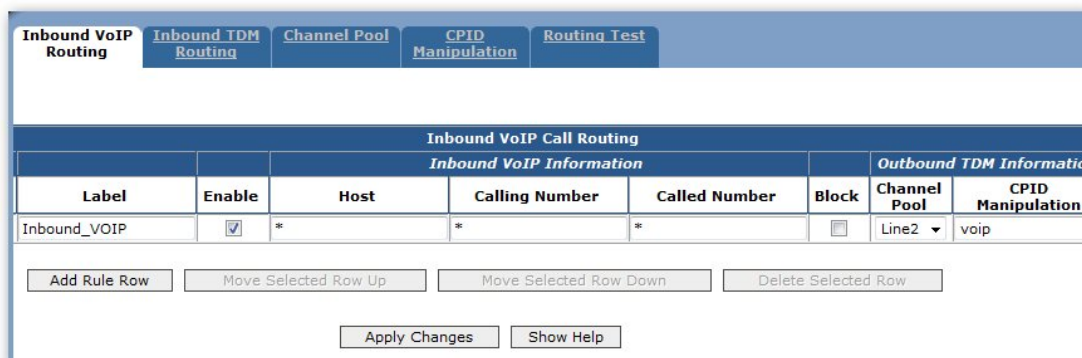 Inbound VoIP Routing
Inbound TDM Routing
Channel Pool
CPID Manipulation
Routing Test
Inbound VoIP Call Routing
Inbound VoIP Information
Outbound TDM Informatio
Label Enable Host Calling Number Called Number Block Channel Pool CPID Manipulation
Inbound_VOIP * * * Line2 voip
Add Rule Row Move Selected Row Up Move Selected Row Down Delete Selected Row
Apply Changes Show Help